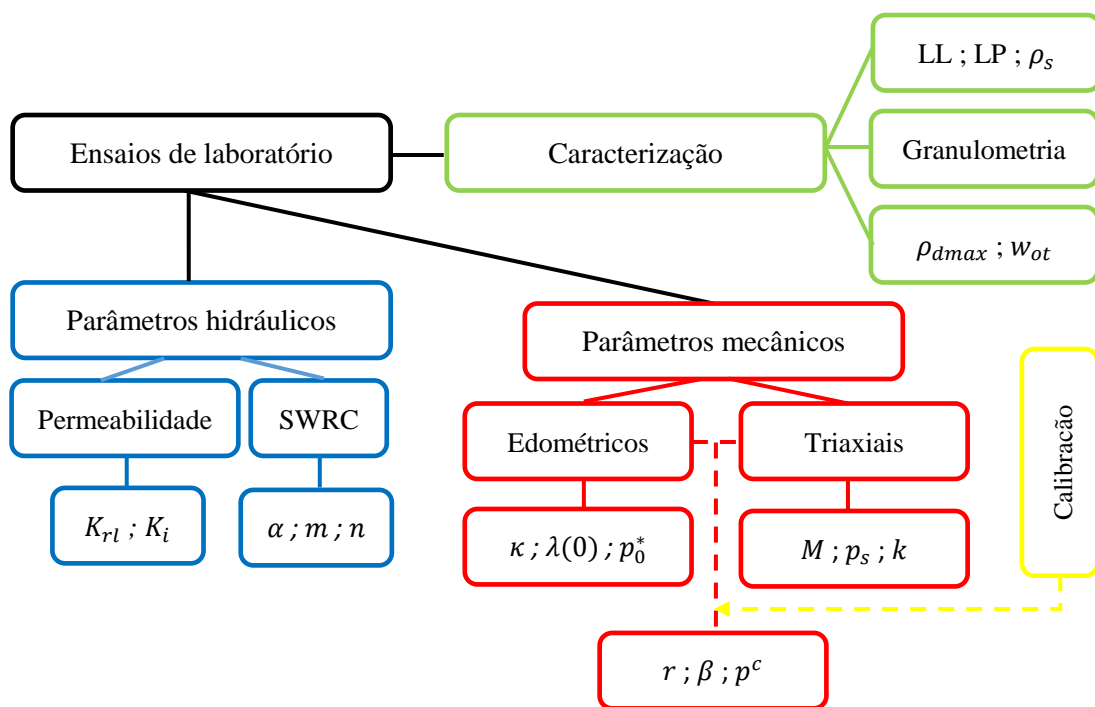 LL ; LP ; ρ_s
Ensaios de laboratório
Caracterização
Granulometria
ρ_dmax ; w_ot
Parâmetros hidráulicos
Parâmetros mecânicos
Permeabilidade
SWRC
Edométricos
Triaxiais
Calibracão
K_rl ; K_i
α ; m ; n
κ ; λ(0) ; p_0^*
M ; p_s ; k
r ; β ; p^c